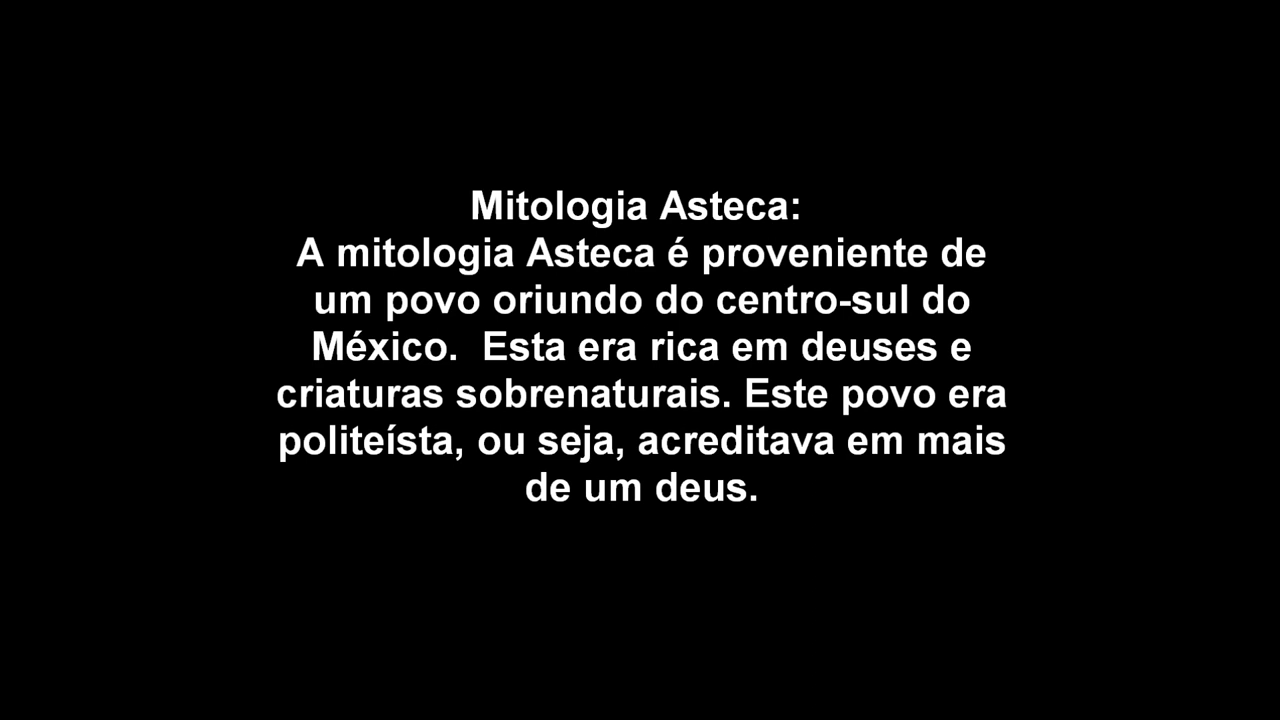 Mitologia Asteca:
A mitologia Asteca é proveniente de
um povo oriundo do centro-sul do
México.  Esta era rica em deuses e
criaturas sobrenaturais. Este povo era
politeísta, ou seja, acreditava em mais
de um deus.